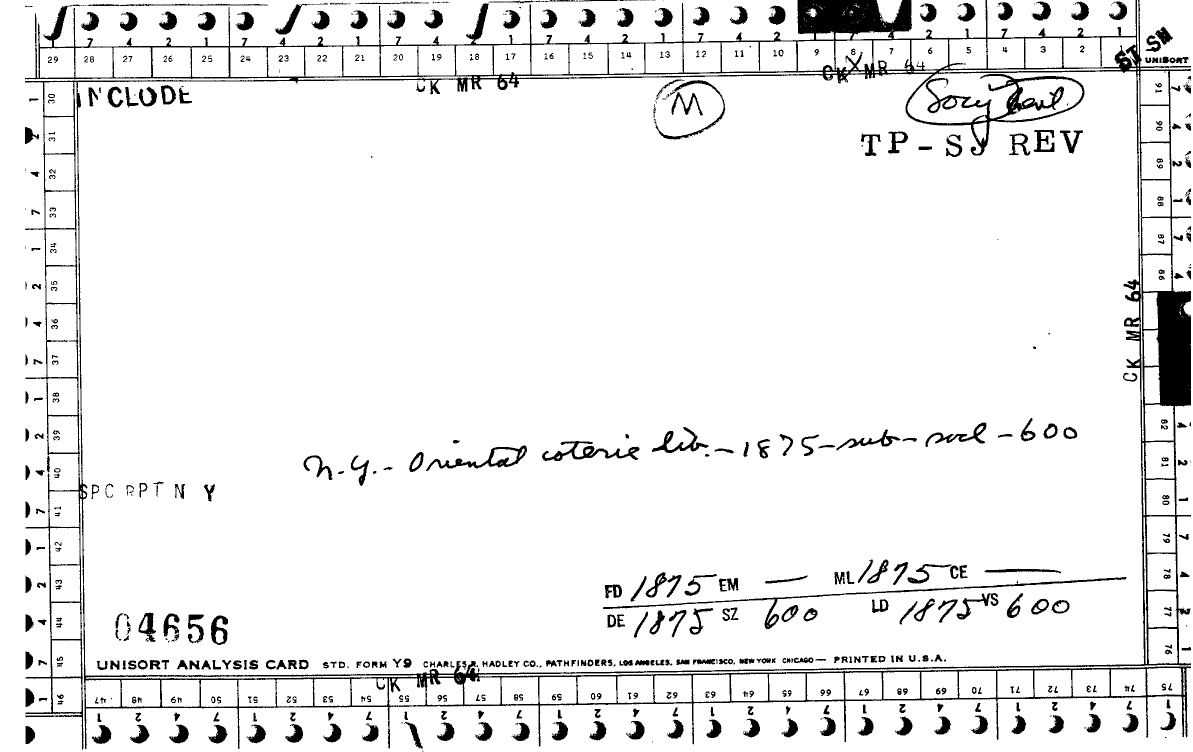 7 4 2 1 7 4 2 1 7 4 2 1 7 4 2 1 7 4 2 1 7 4 2 1
29 28 27 26 25 24 23 22 21 20 19 18 17 16 15 14 13 12 11 10 9 8 7 6 5 4 3 2 1
ST SM
UNISORT
CK MR 64
CK MR 64
INCLUDE
M
TP-SJ REV
CK MR 64
N.Y. - Oriental coterie lib. - 1875 - sub - socl - 600
SPC RPT N Y
FD 1875 EM — ML 1875 CE —
DE 1875 SZ 600 LD 1875 VS 600
04656
UNISORT ANALYSIS CARD STD. FORM Y9 CHARLES R. HADLEY CO., PATHFINDERS, LOS ANGELES, SAN FRANCISCO, NEW YORK CHICAGO — PRINTED IN U.S.A.
CK MR 64
30 31 32 33 34 35 36 37 38 39 40 41 42 43 44 45 46
47 48 49 50 51 52 53 54 55 56 57 58 59 60 61 62 63 64 65 66 67 68 69 70 71 72 73 74 75
91 90 89 88 87 86 82 81 80 79 78 77 76